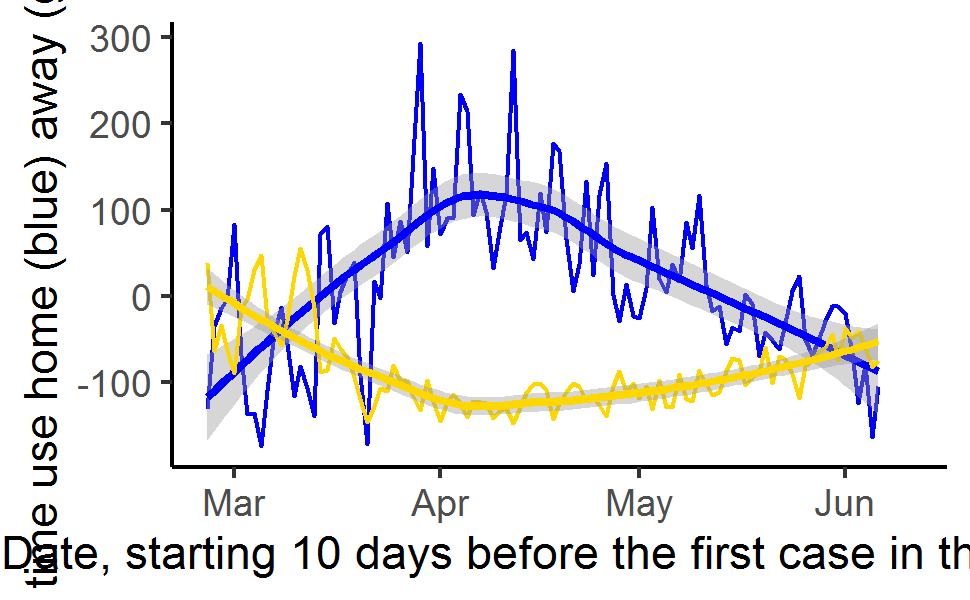 time use home (blue) away (
300
200
100
0
-100
Mar Apr May Jun
Date, starting 10 days before the first case in th